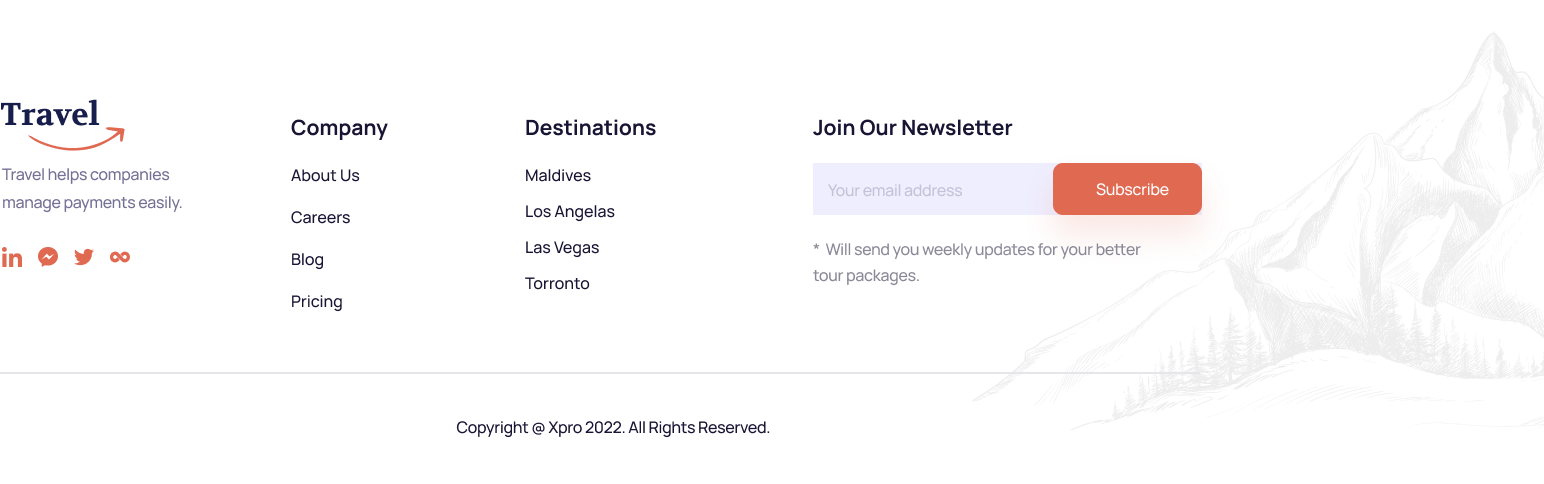 Travel
Travel helps companies
manage payments easily.
Company
About Us
Careers
Blog
Pricing
Destinations
Maldives
Los Angelas
Las Vegas
Torronto
Join Our Newsletter
Your email address
Subscribe
* Will send you weekly updates for your better
tour packages.
Copyright @ Xpro 2022. All Rights Reserved.